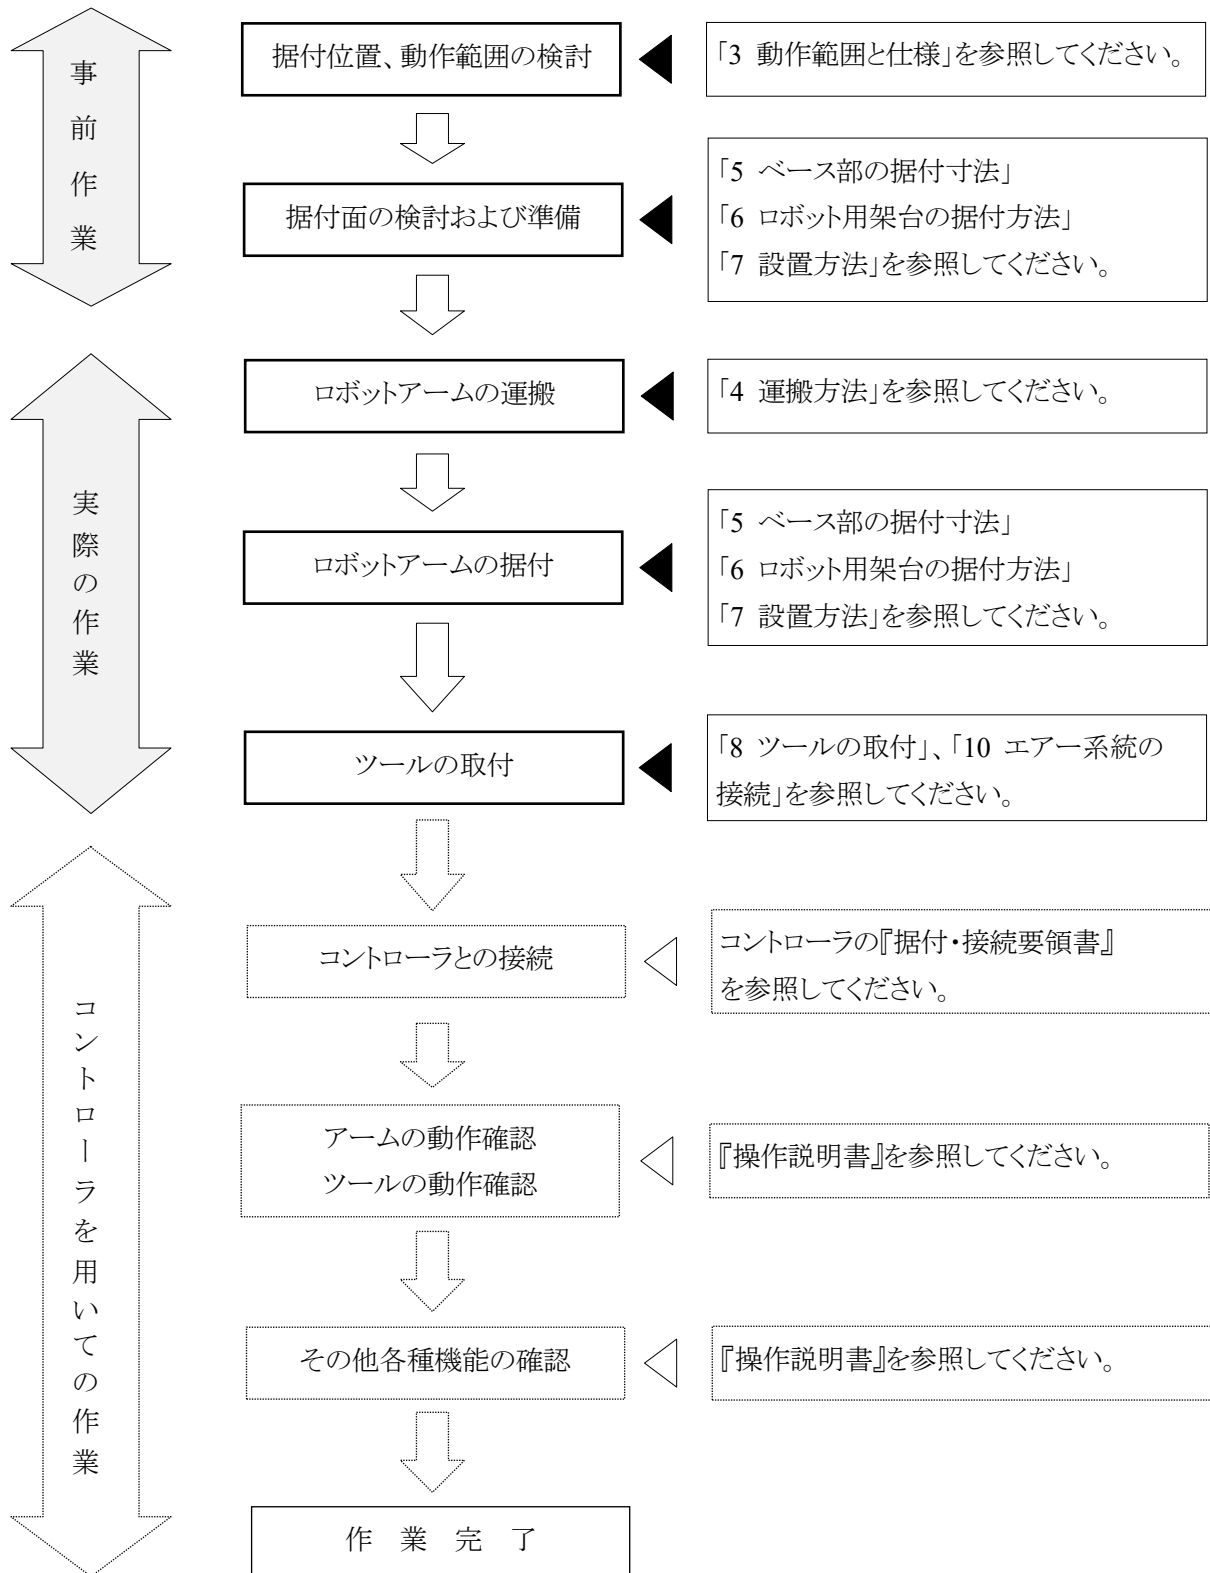 事前作業
据付位置、動作範囲の検討
「3 動作範囲と仕様」を参照してください。
据付面の検討および準備
「5 ベース部の据付寸法」
「6 ロボット用架台の据付方法」
「7 設置方法」を参照してください。
実際の作業
ロボットアームの運搬
「4 運搬方法」を参照してください。
ロボットアームの据付
「5 ベース部の据付寸法」
「6 ロボット用架台の据付方法」
「7 設置方法」を参照してください。
ツールの取付
「8 ツールの取付」、「10 エアー系統の
接続」を参照してください。
コントローラを用いての作業
コントローラとの接続
コントローラの『据付・接続要領書』
を参照してください。
アームの動作確認
ツールの動作確認
『操作説明書』を参照してください。
その他各種機能の確認
『操作説明書』を参照してください。
作 業 完 了